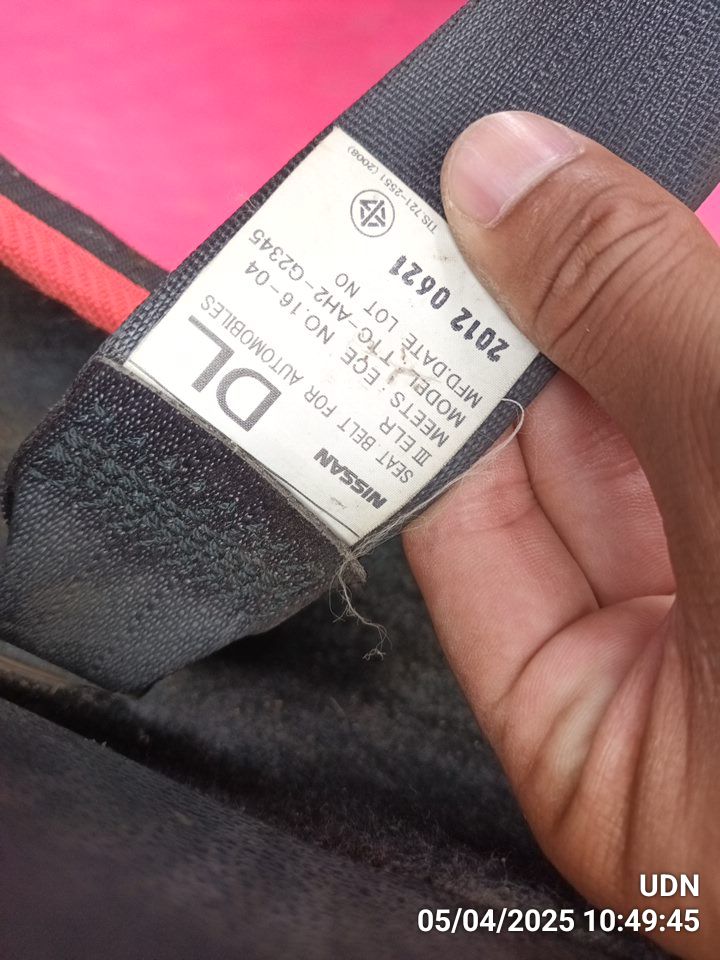 NISSAN
DL
SEAT BELT FOR AUTOMOBILES
III ELR
MEETS ECE NO.16-04
MODEL TTC-AH2-G2345
MFD.DATE LOT NO
2012 0621
TIS.721-2551 (2008)
UDN
05/04/2025 10:49:45